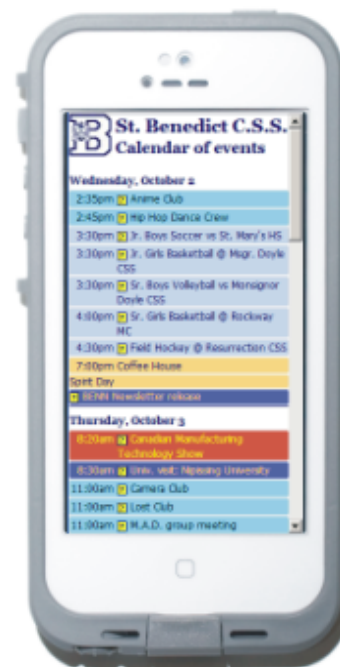 St. Benedict C.S.S.
Calendar of events
Wednesday, October 2
2:35pm Anime Club
2:45pm Hip Hop Dance Crew
3:30pm Jr. Boys Soccer vs St. Mary's HS
3:30pm Jr. Girls Basketball @ Msgr. Doyle
CSS
3:30pm Sr. Boys Volleyball vs Monsignor
Doyle CSS
4:00pm Sr. Girls Basketball @ Rockway
MC
4:30pm Field Hockey @ Resurrection CSS
7:00pm Coffee House
Spirit Day
BENN Newsletter release
Thursday, October 3
8:20am Canadian Manufacturing
Technology Show
8:30am Univ. visit: Nipissing University
11:00am Camera Club
11:00am Lost Club
11:00am M.A.D. group meeting